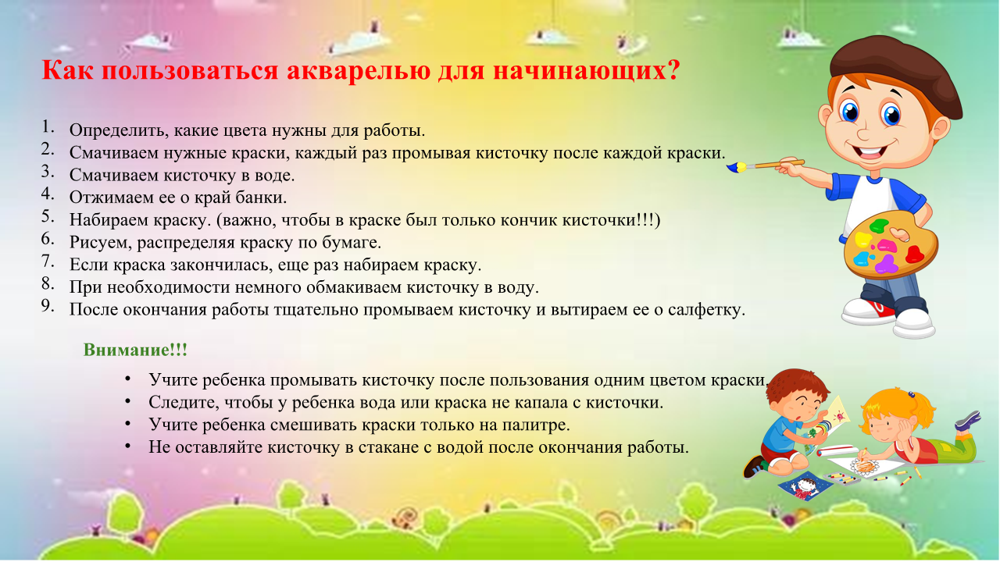 Как пользоваться акварелью для начинающих?
1. Определить, какие цвета нужны для работы.
2. Смачиваем нужные краски, каждый раз промывая кисточку после каждой краски.
3. Смачиваем кисточку в воде.
4. Отжимаем ее о край банки.
5. Набираем краску. (важно, чтобы в краске был только кончик кисточки!!!)
6. Рисуем, распределяя краску по бумаге.
7. Если краска закончилась, еще раз набираем краску.
8. При необходимости немного обмакиваем кисточку в воду.
9. После окончания работы тщательно промываем кисточку и вытираем ее о салфетку.
Внимание!!!
• Учите ребенка промывать кисточку после пользования одним цветом краски.
• Следите, чтобы у ребенка вода или краска не капала с кисточки.
• Учите ребенка смешивать краски только на палитре.
• Не оставляйте кисточку в стакане с водой после окончания работы.